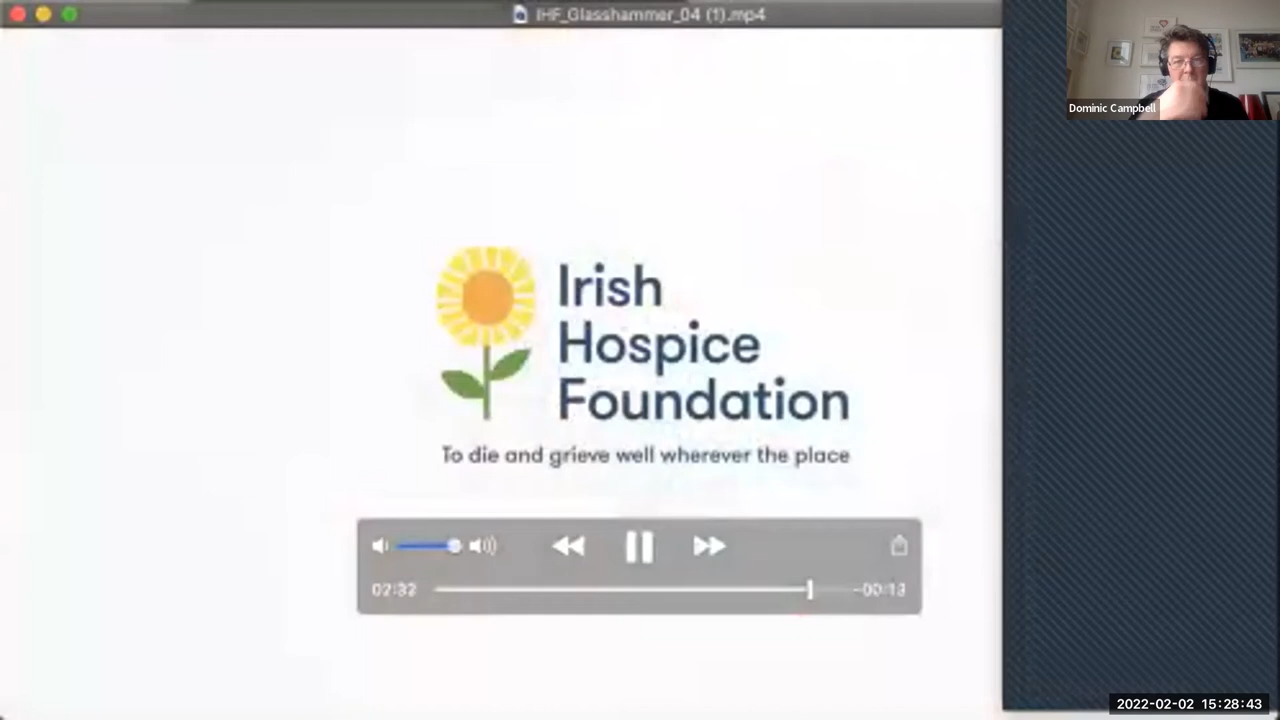 IHF_Glasshammer_04 (1).mp4
Dominic Campbell
Irish
Hospice
Foundation
To die and grieve well wherever the place
02:32
-00:13
2022-02-02 15:28:43